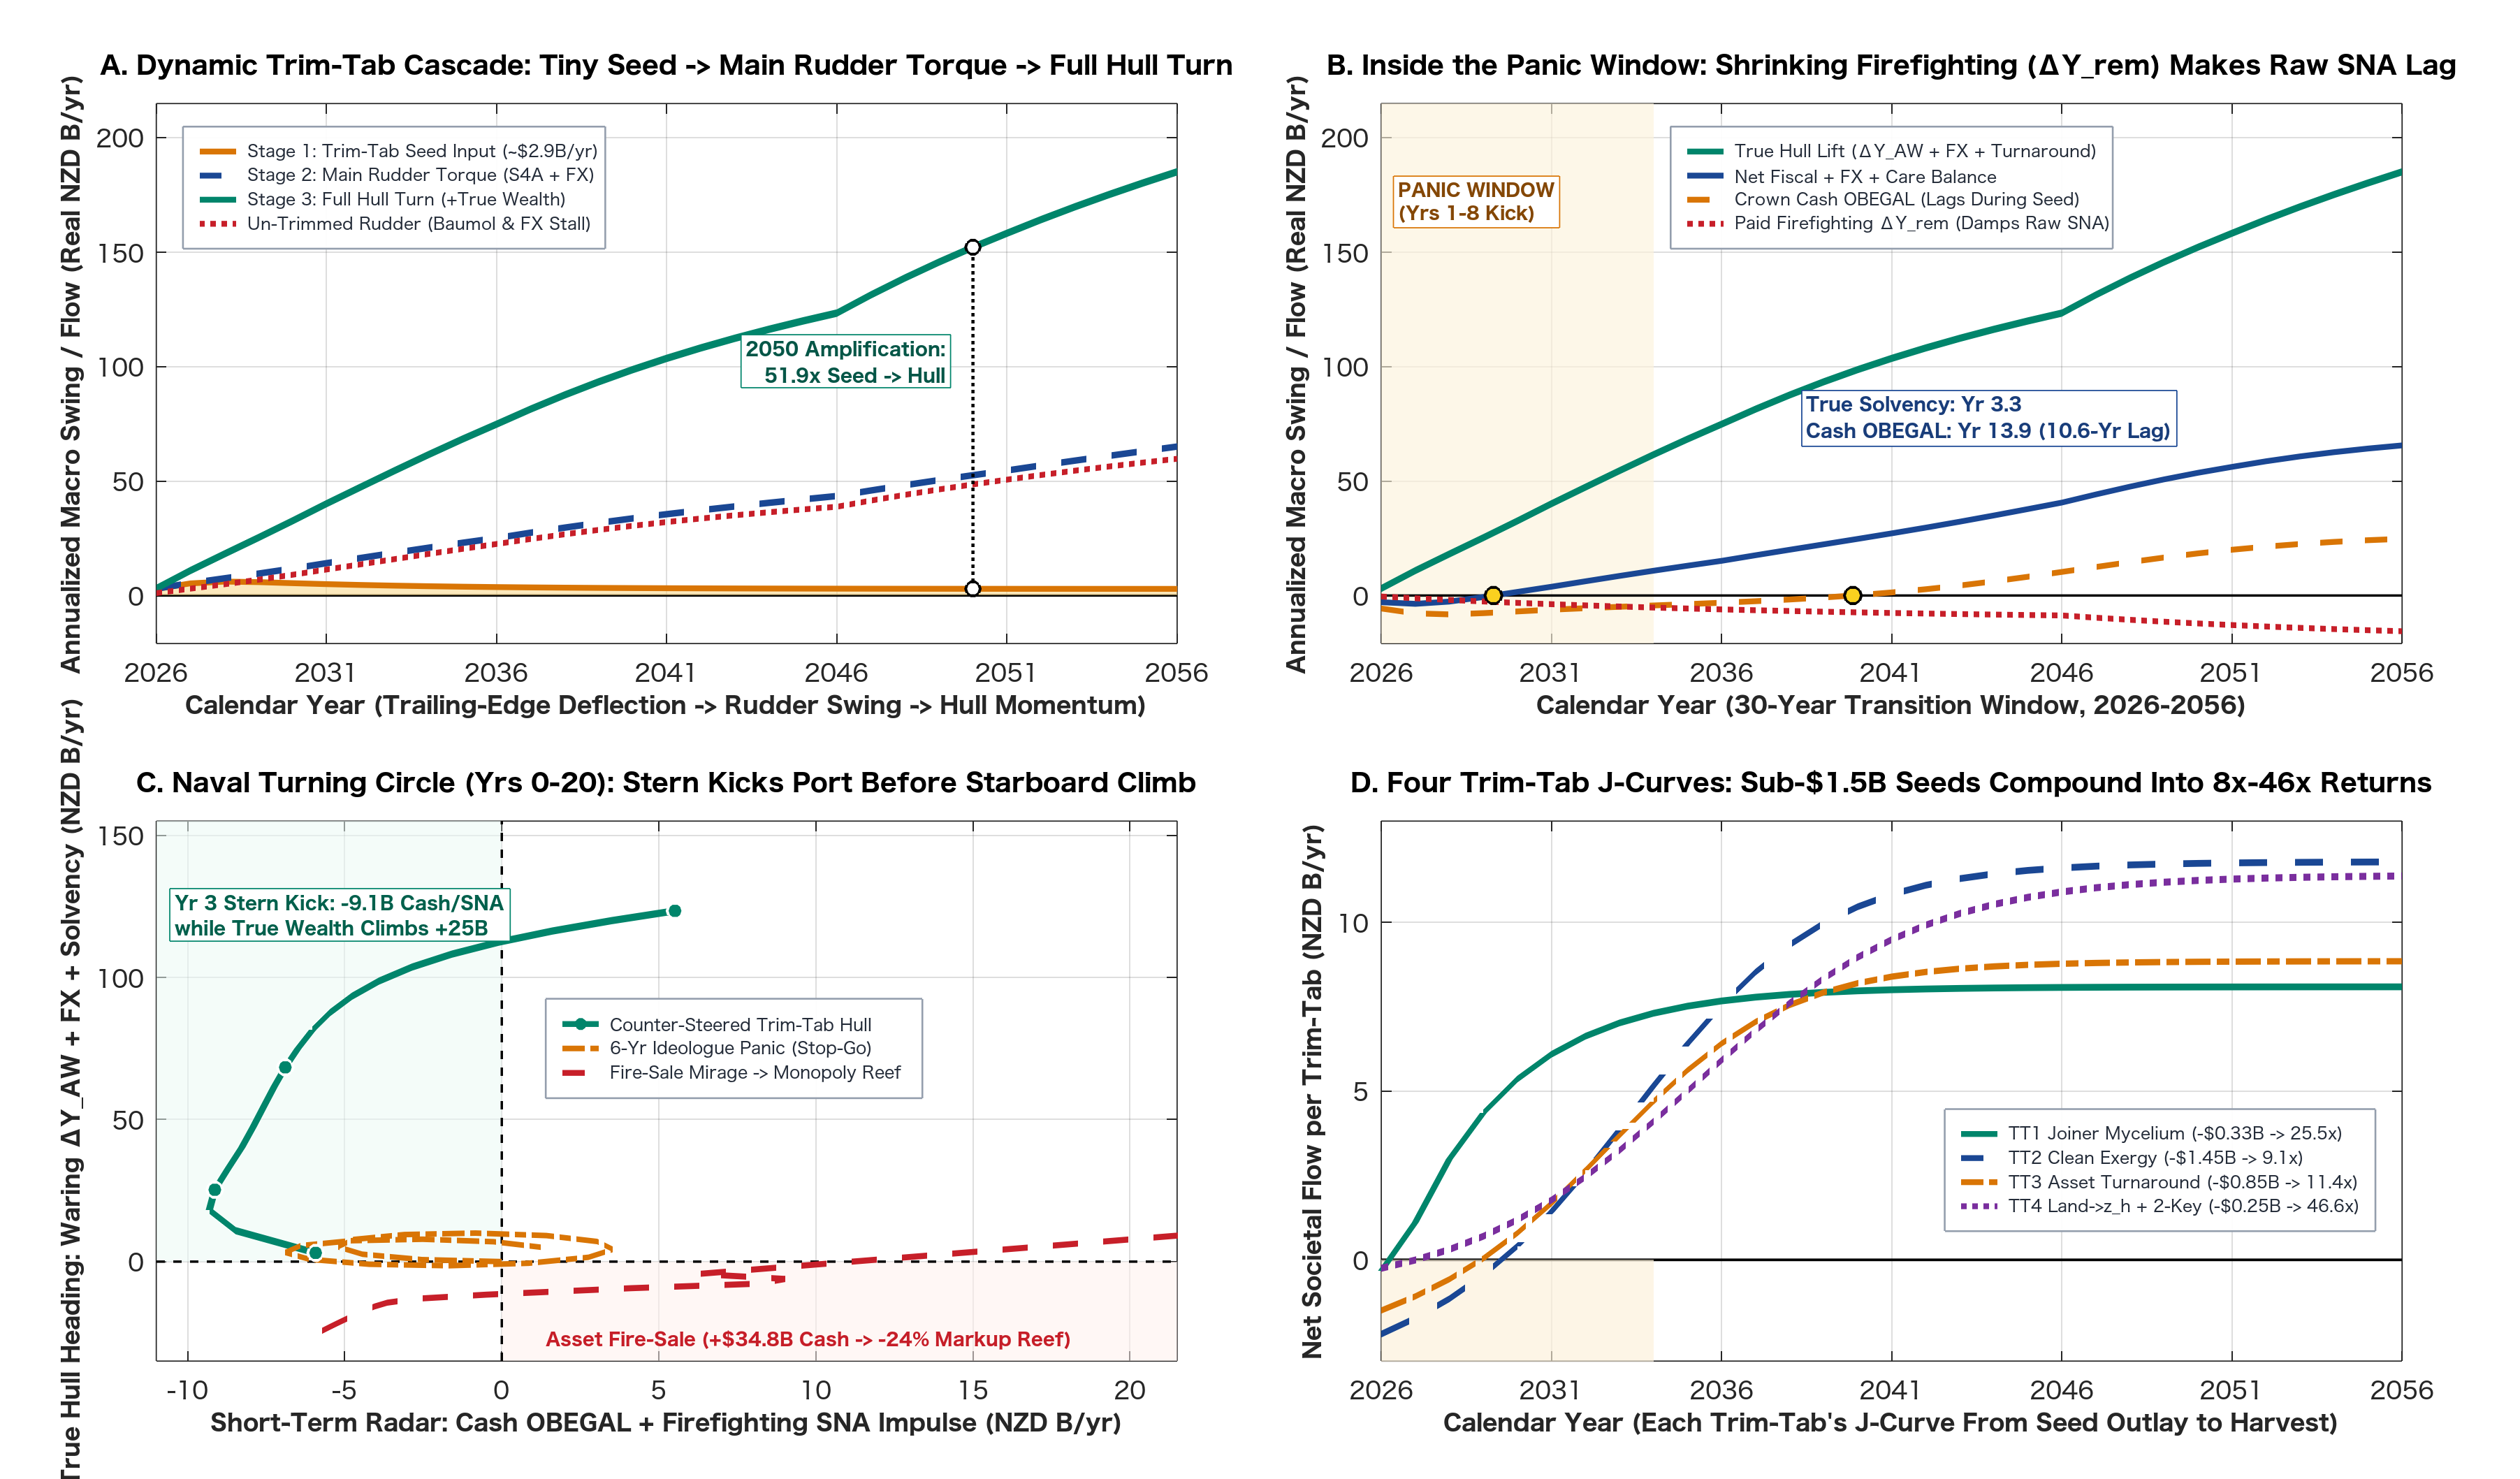 A. Dynamic Trim-Tab Cascade: Tiny Seed -> Main Rudder Torque -> Full Hull Turn
Annualized Macro Swing / Flow (Real NZD B/yr)
200
150
100
50
0
Stage 1: Trim-Tab Seed Input (~$2.9B/yr)
Stage 2: Main Rudder Torque (S4A + FX)
Stage 3: Full Hull Turn (+True Wealth)
Un-Trimmed Rudder (Baumol & FX Stall)
2050 Amplification:
51.9x Seed -> Hull
2026 2031 2036 2041 2046 2051 2056
Calendar Year (Trailing-Edge Deflection -> Rudder Swing -> Hull Momentum)
B. Inside the Panic Window: Shrinking Firefighting (ΔY_rem) Makes Raw SNA Lag
Annualized Macro Swing / Flow (Real NZD B/yr)
200
150
100
50
0
PANIC WINDOW
(Yrs 1-8 Kick)
True Hull Lift (ΔY_AW + FX + Turnaround)
Net Fiscal + FX + Care Balance
Crown Cash OBEGAL (Lags During Seed)
Paid Firefighting ΔY_rem (Damps Raw SNA)
True Solvency: Yr 3.3
Cash OBEGAL: Yr 13.9 (10.6-Yr Lag)
2026 2031 2036 2041 2046 2051 2056
Calendar Year (30-Year Transition Window, 2026-2056)
C. Naval Turning Circle (Yrs 0-20): Stern Kicks Port Before Starboard Climb
True Hull Heading: Waring ΔY_AW + FX + Solvency (NZD B/yr)
150
100
50
0
Yr 3 Stern Kick: -9.1B Cash/SNA
while True Wealth Climbs +25B
Counter-Steered Trim-Tab Hull
6-Yr Ideologue Panic (Stop-Go)
Fire-Sale Mirage -> Monopoly Reef
Asset Fire-Sale (+$34.8B Cash -> -24% Markup Reef)
-10 -5 0 5 10 15 20
Short-Term Radar: Cash OBEGAL + Firefighting SNA Impulse (NZD B/yr)
D. Four Trim-Tab J-Curves: Sub-$1.5B Seeds Compound Into 8x-46x Returns
Net Societal Flow per Trim-Tab (NZD B/yr)
10
5
0
TT1 Joiner Mycelium (-$0.33B -> 25.5x)
TT2 Clean Exergy (-$1.45B -> 9.1x)
TT3 Asset Turnaround (-$0.85B -> 11.4x)
TT4 Land->z_h + 2-Key (-$0.25B -> 46.6x)
2026 2031 2036 2041 2046 2051 2056
Calendar Year (Each Trim-Tab's J-Curve From Seed Outlay to Harvest)